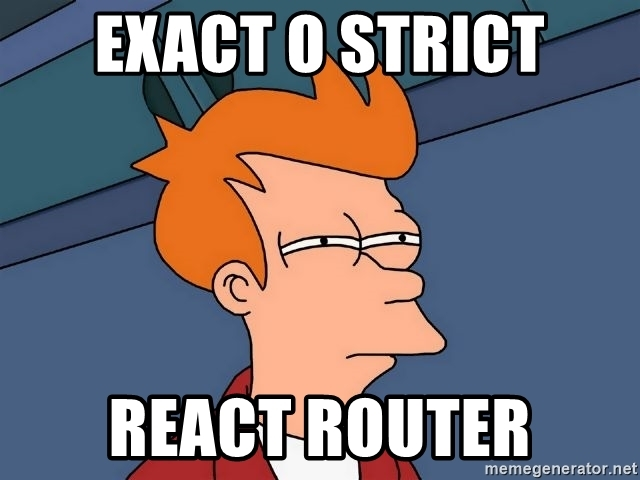 EXACT O STRICT
REACT ROUTER
memegenerator.net